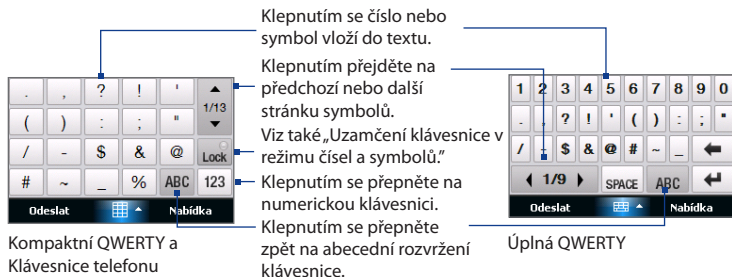 Klepnutím se číslo nebo
symbol vloží do textu.
Klepnutím přejděte na
předchozí nebo další
stránku symbolů.
Viz také „Uzamčení klávesnice v
režimu čísel a symbolů."
Klepnutím se přepněte na
numerickou klávesnici.
Klepnutím se přepněte
zpět na abecední rozvržení
klávesnice.
. , ? ! '
1/13
( ) : ; "
/ - $ & @ Lock
# ~ _ % ABC 123
Odeslat Nabídka
Kompaktní QWERTY a
Klávesnice telefonu
1 2 3 4 5 6 7 8 9 0
. , ? ! ' ( ) : ; "
/ - $ & @ # ~ _
1/9 SPACE ABC
Odeslat Nabídka
Úplná QWERTY